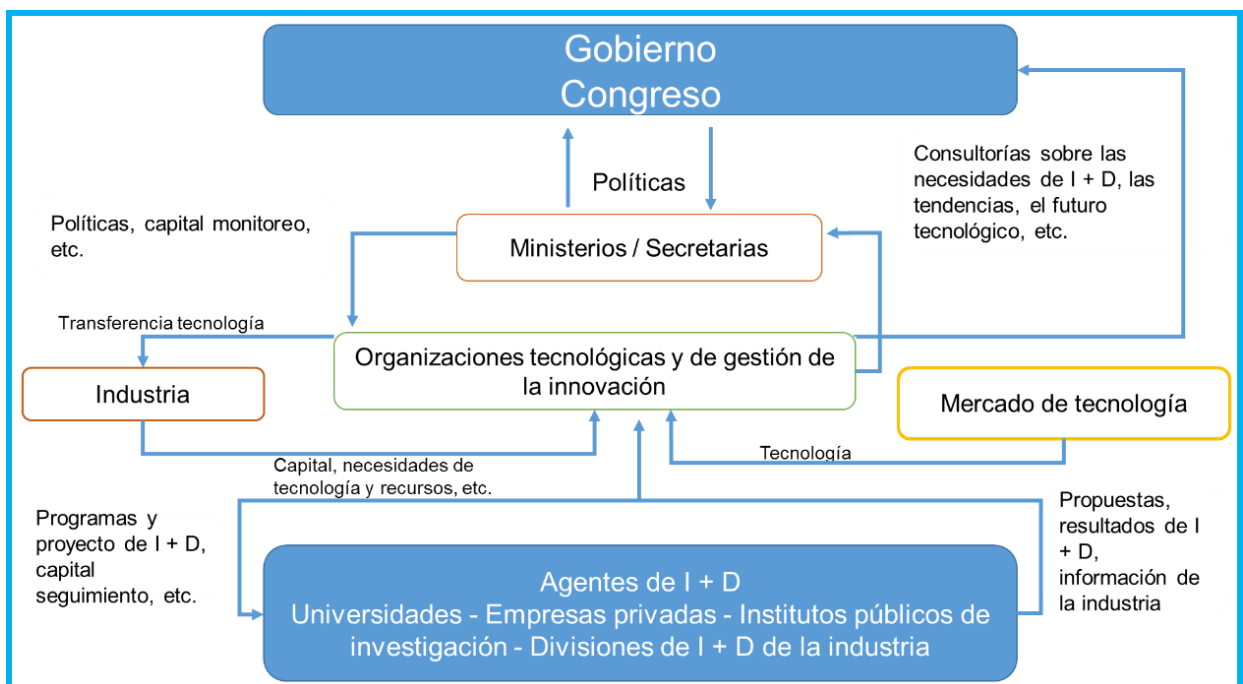 Gobierno
Congreso
Políticas
Consultorías sobre las
necesidades de I + D, las
tendencias, el futuro
tecnológico, etc.
Políticas, capital monitoreo,
etc.
Ministerios / Secretarias
Transferencia tecnología
Organizaciones tecnológicas y de gestión de
la innovación
Industria
Mercado de tecnología
Tecnología
Capital, necesidades de
tecnología y recursos, etc.
Programas y
proyecto de I + D,
capital
seguimiento, etc.
Propuestas,
resultados de I
+ D,
información de
la industria
Agentes de I + D
Universidades - Empresas privadas - Institutos públicos de
investigación - Divisiones de I + D de la industria